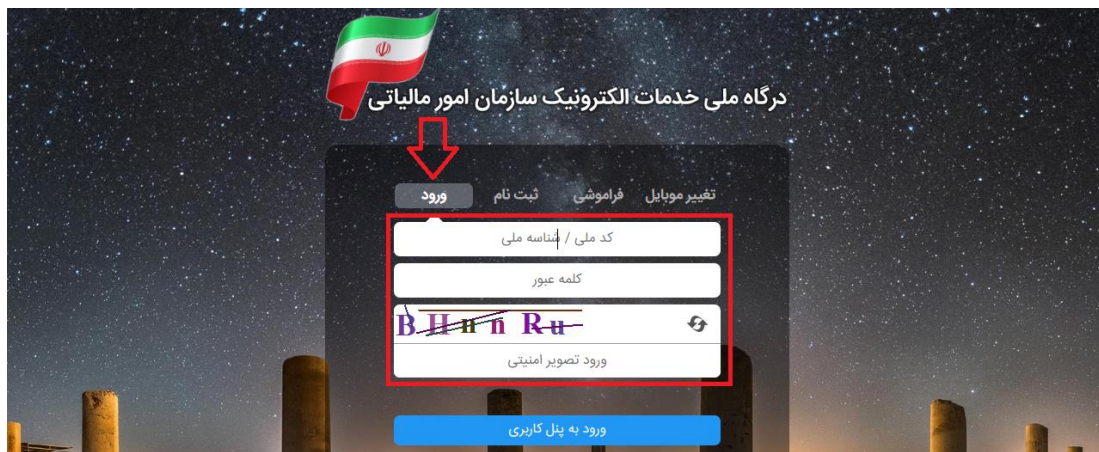 درگاه ملی خدمات الکترونیک سازمان امور مالیاتی
ورود ثبت نام فراموشی تغییر موبایل
کد ملی / شناسه ملی
کلمه عبور
B H n n R u
ورود تصویر امنیتی
ورود به پنل کاربری